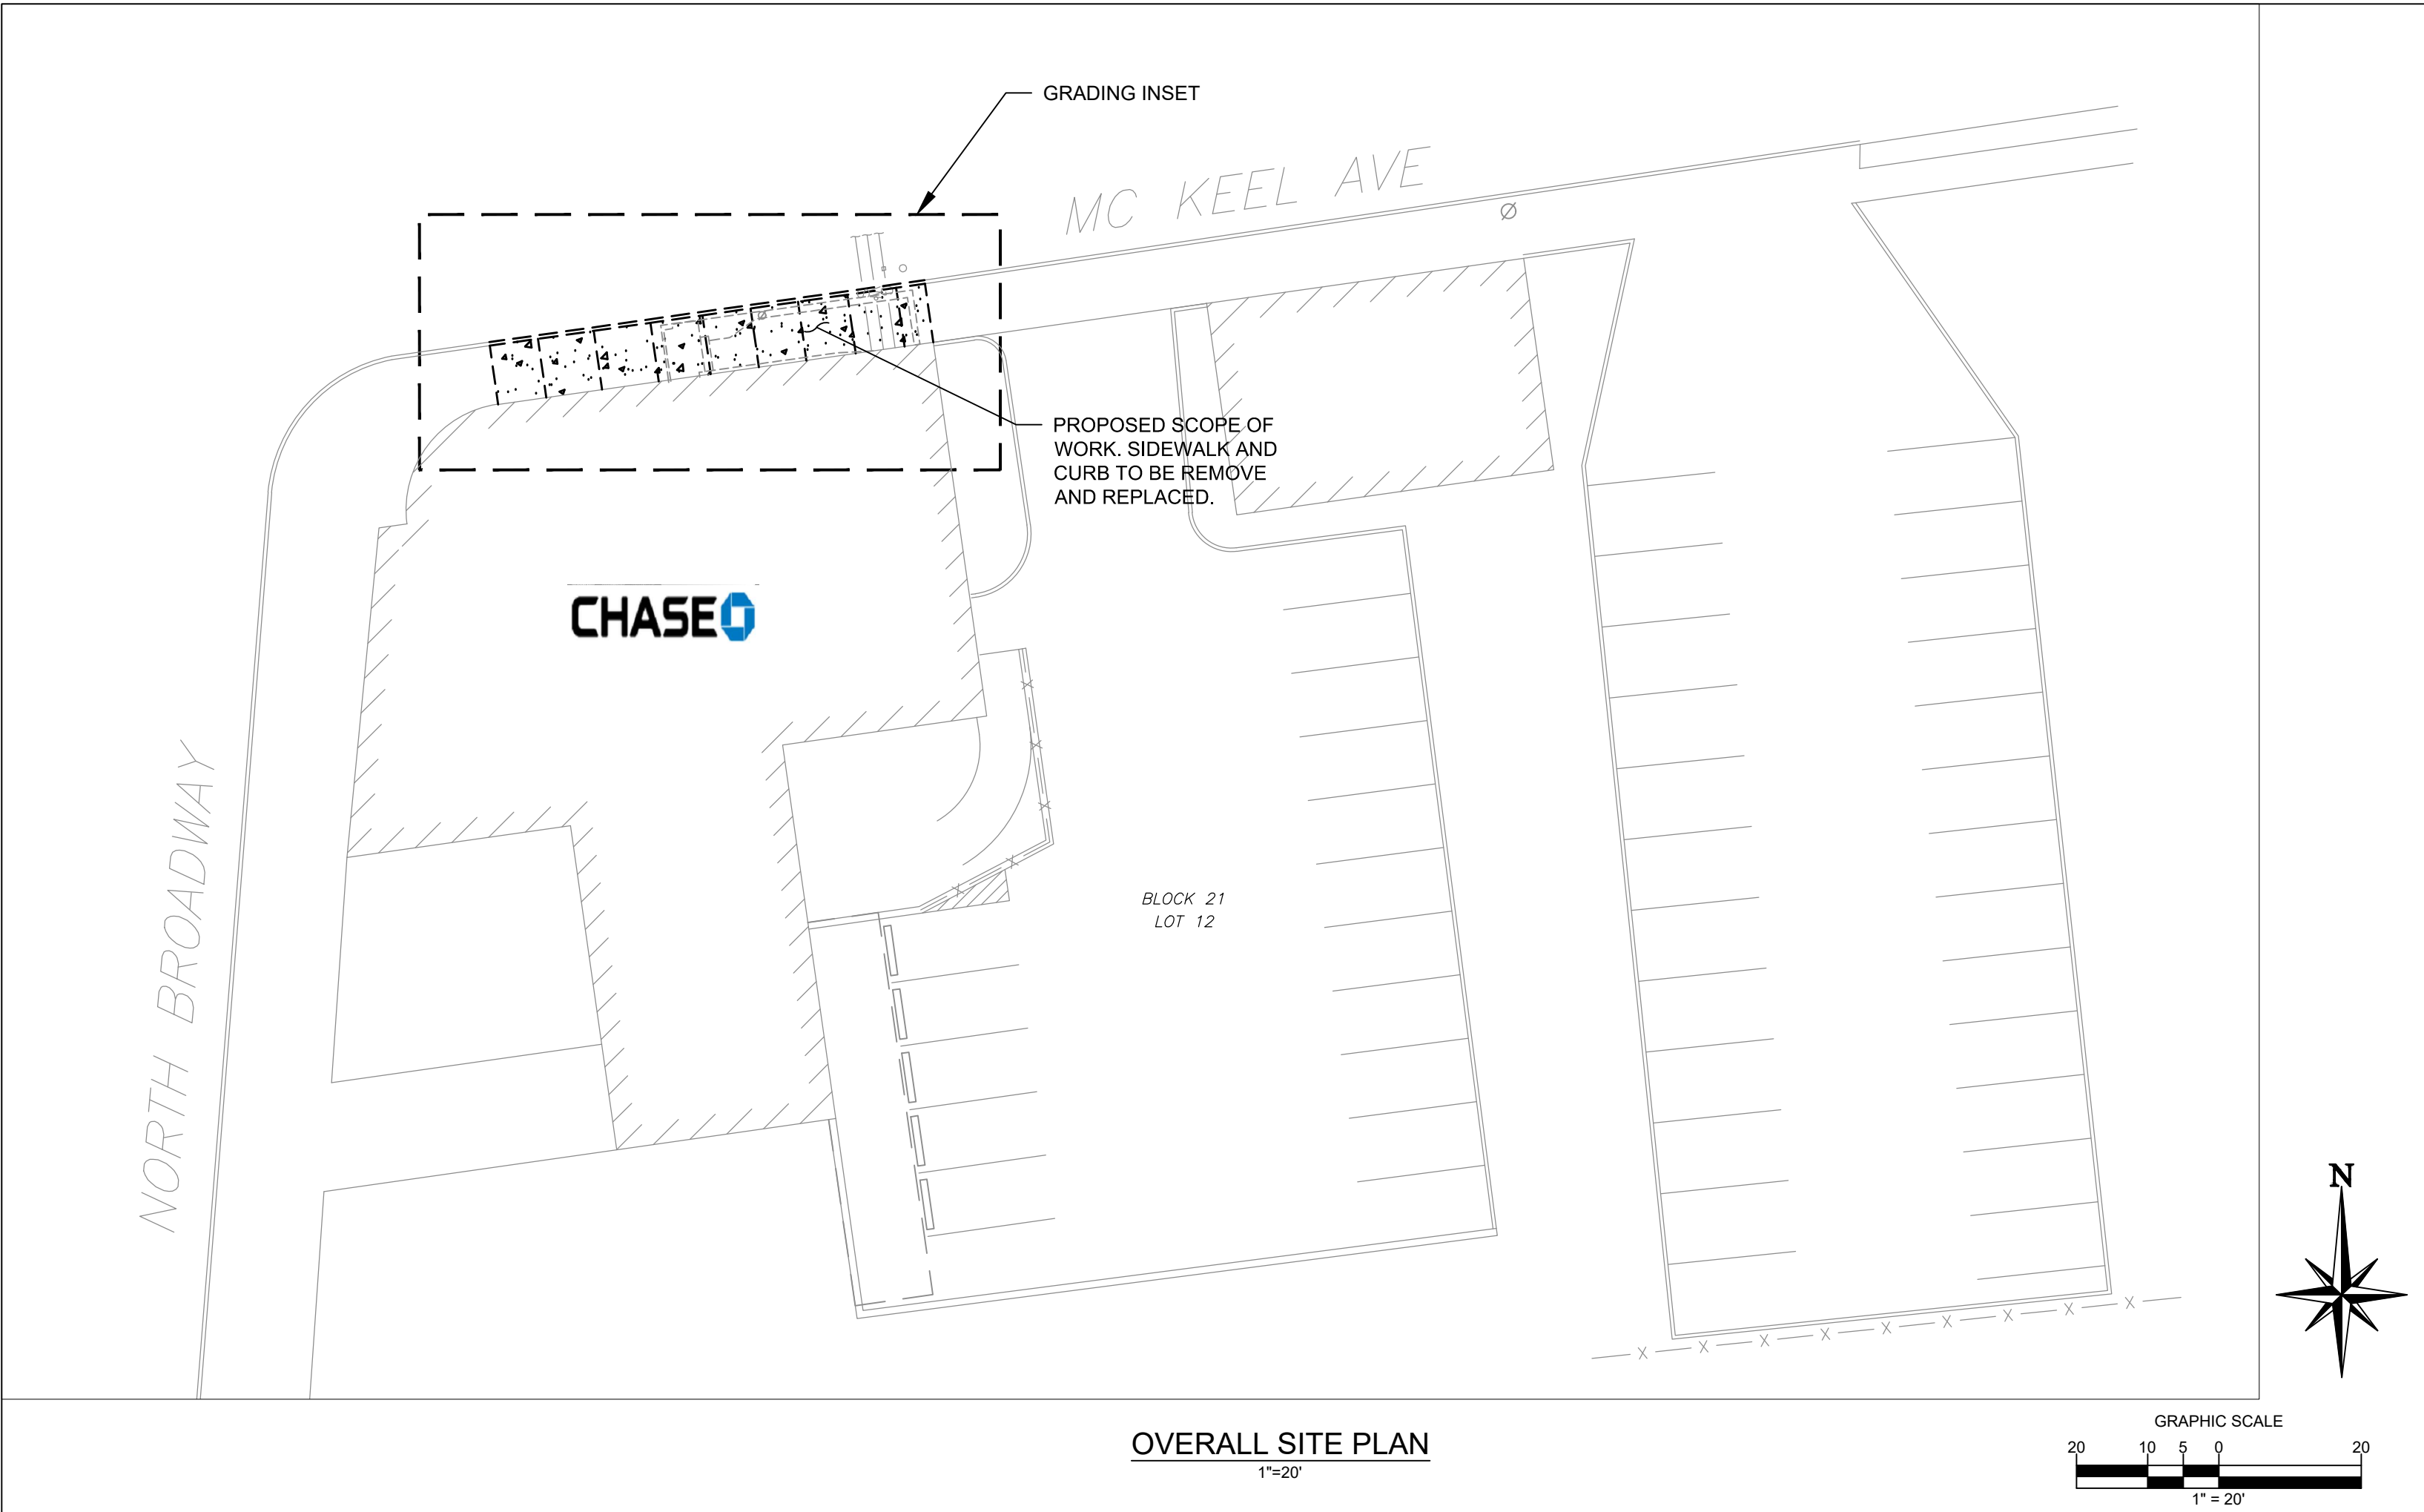 GRADING INSET
MC KEEL AVE
PROPOSED SCOPE OF
WORK. SIDEWALK AND
CURB TO BE REMOVE
AND REPLACED.
CHASE
NORTH BROADWAY
BLOCK 21
LOT 12
N
OVERALL SITE PLAN
1"=20'
GRAPHIC SCALE
20 10 5 0 20
1" = 20'